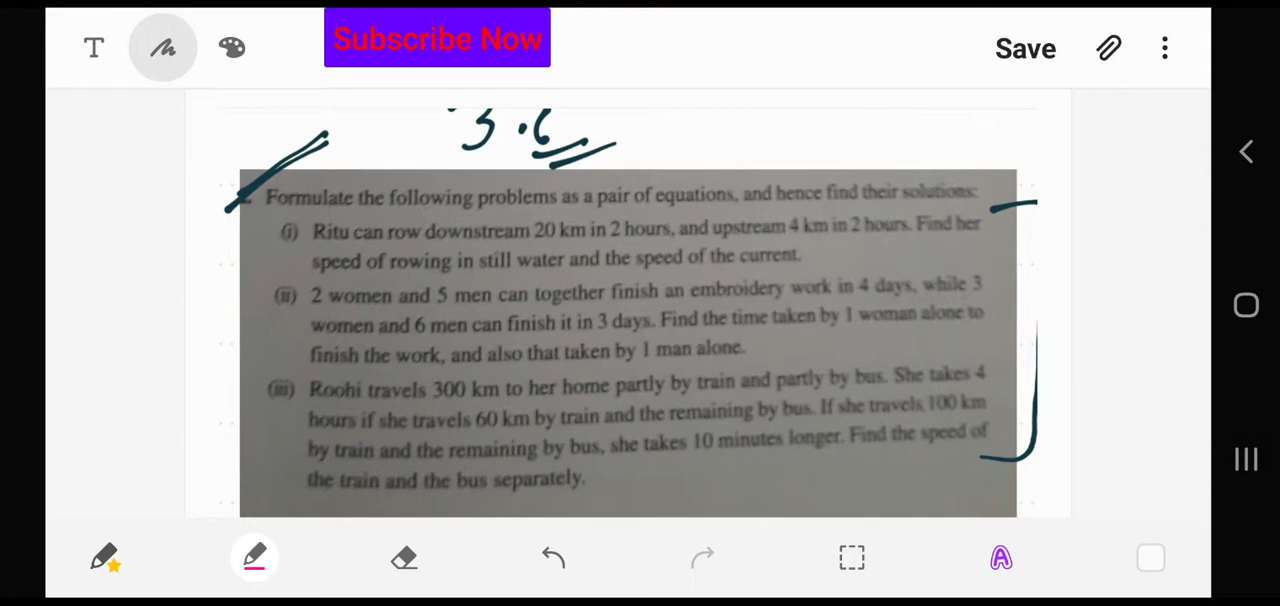 T
Subscribe Now
Save
3.6
Formulate the following problems as a pair of equations, and hence find their solutions:
(i) Ritu can row downstream 20 km in 2 hours, and upstream 4 km in 2 hours. Find her
speed of rowing in still water and the speed of the current.
(ii) 2 women and 5 men can together finish an embroidery work in 4 days, while 3
women and 6 men can finish it in 3 days. Find the time taken by 1 woman alone to
finish the work, and also that taken by 1 man alone.
(iii) Roohi travels 300 km to her home partly by train and partly by bus. She takes 4
hours if she travels 60 km by train and the remaining by bus. If she travels 100 km
by train and the remaining by bus, she takes 10 minutes longer. Find the speed of
the train and the bus separately.
A